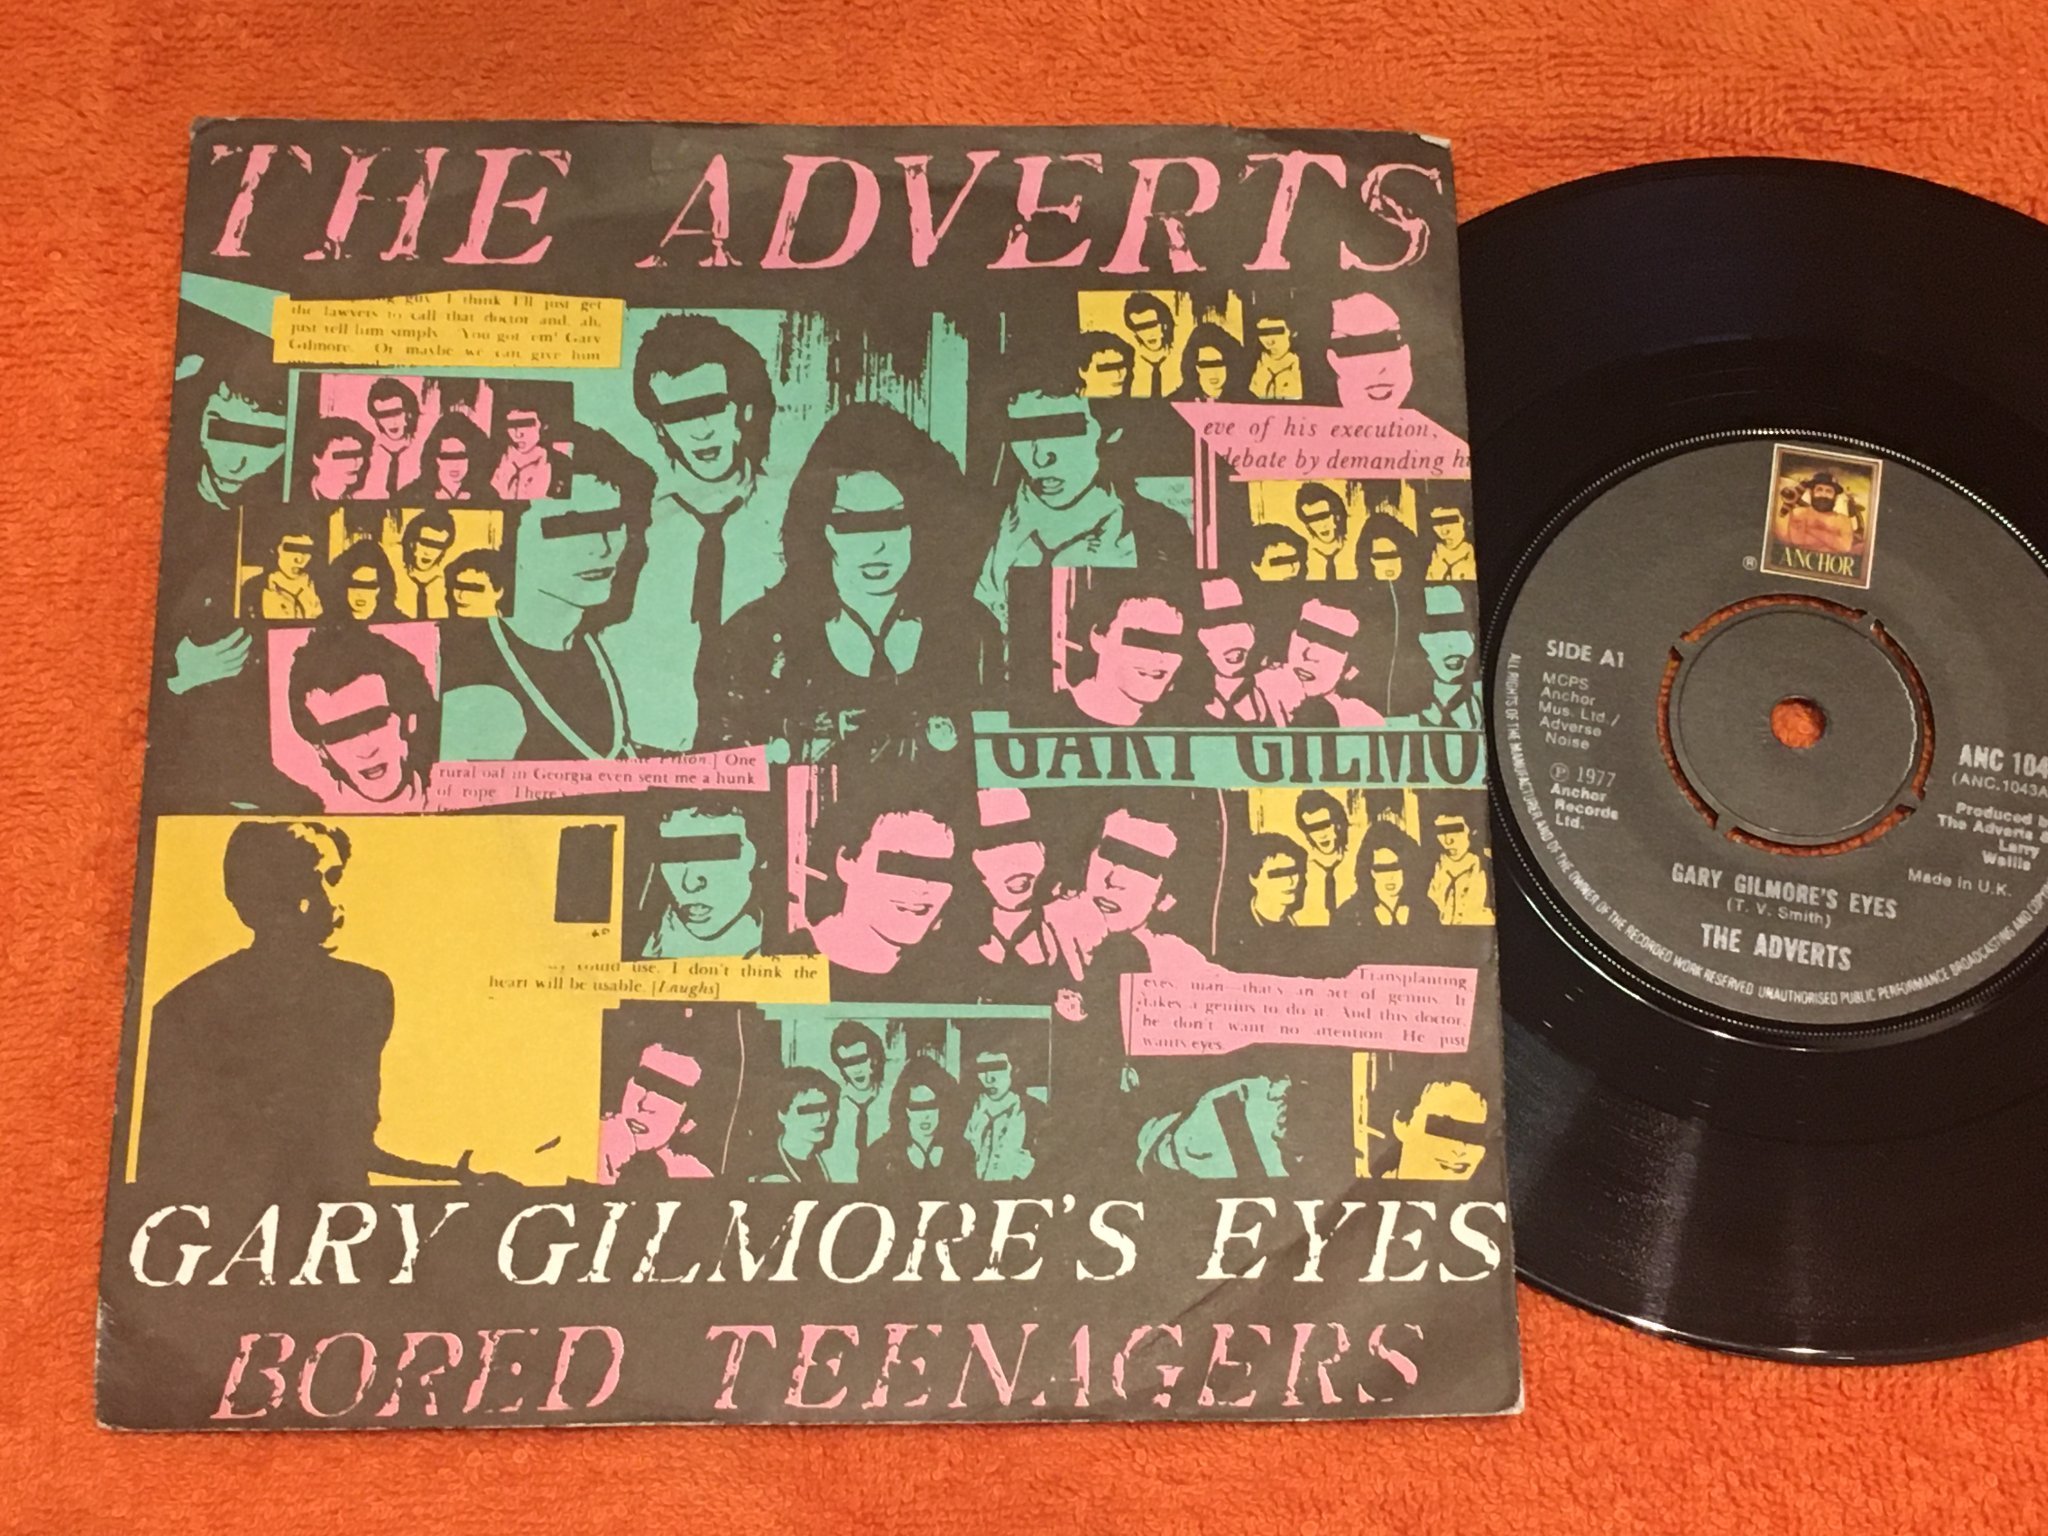 THE ADVERTS
guy. I think I'll just get
the lawyers to call that doctor and, ah,
just tell him simply. You got 'em! Gary
Gilmore. Or maybe we can give him
eve of his execution,
debate by demanding
GARY GILMO
Prison.] One
rural oaf in Georgia even sent me a hunk
of rope. There's
could use. I don't think the
heart will be usable. [Laughs]
Transplanting
eyes, man—that's an act of genius. It
takes a genius to do it. And this doctor,
he don't want no attention. He just
wants eyes.
GARY GILMORE'S EYES
BORED TEENAGERS
® ANCHOR
SIDE A1
MCPS
Anchor
Mus. Ltd./
Adverse
Noise
℗ 1977
Anchor
Records
Ltd.
ANC 104
(ANC.1043A
Produced by
The Adverts &
Larry
Wallis
Made in U.K.
GARY GILMORE'S EYES
(T. V. Smith)
THE ADVERTS
ALL RIGHTS OF THE MANUFACTURER AND OF THE OWNER OF THE RECORDED WORK RESERVED UNAUTHORISED PUBLIC PERFORMANCE BROADCASTING AND COPY